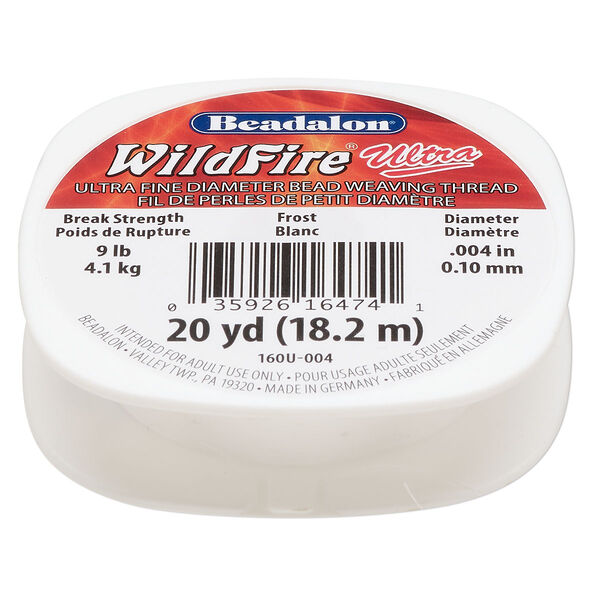 Beadalon®
WildFire® Ultra
ULTRA FINE DIAMETER BEAD WEAVING THREAD
FIL DE PERLES DE PETIT DIAMÈTRE
Break Strength
Poids de Rupture
9 lb
4.1 kg
Frost
Blanc
Diameter
Diamètre
.004 in
0.10 mm
0 35926 16474 1
20 yd (18.2 m)
160U-004
INTENDED FOR ADULT USE ONLY • POUR USAGE ADULTE SEULEMENT
BEADALON • VALLEY TWP., PA 19320 • MADE IN GERMANY • FABRIQUÉ EN ALLEMAGNE